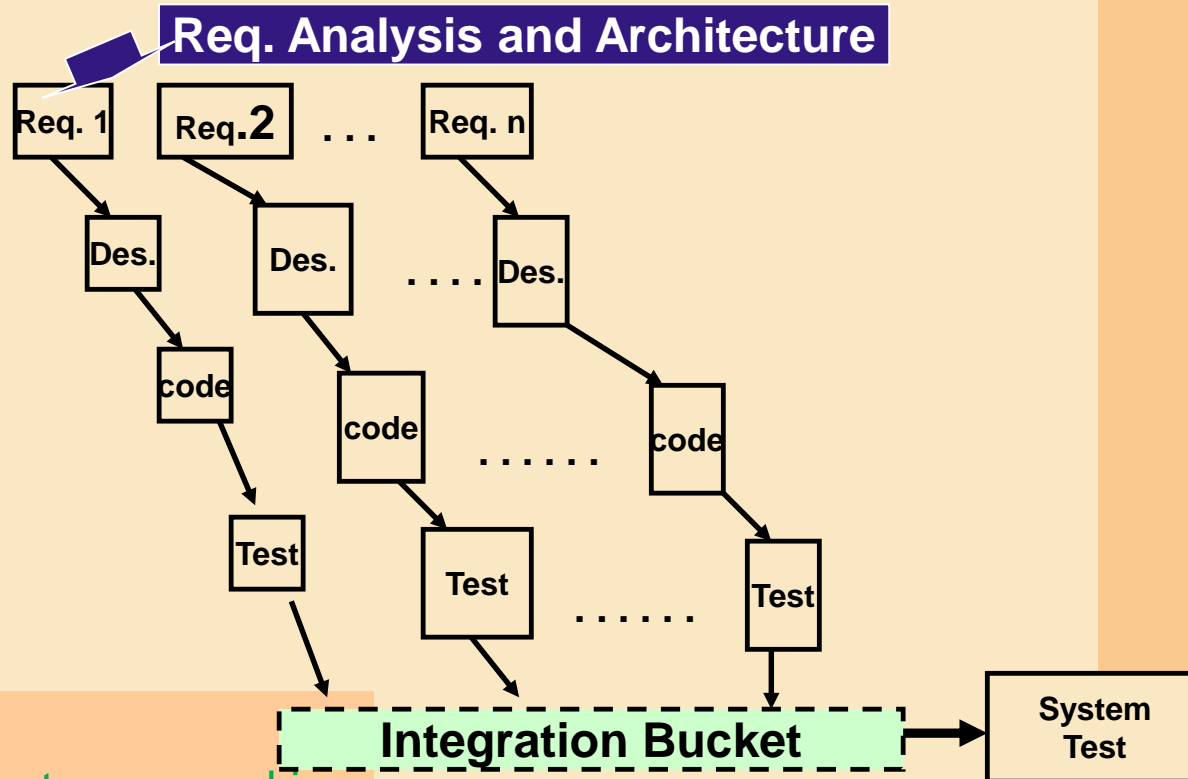 Req. Analysis and Architecture
Req. 1
Req.2
. . .
Req. n
Des.
Des.
. . . .
Des.
code
code
. . . . . .
code
Test
Test
. . . . . .
Test
Integration Bucket
System
Test